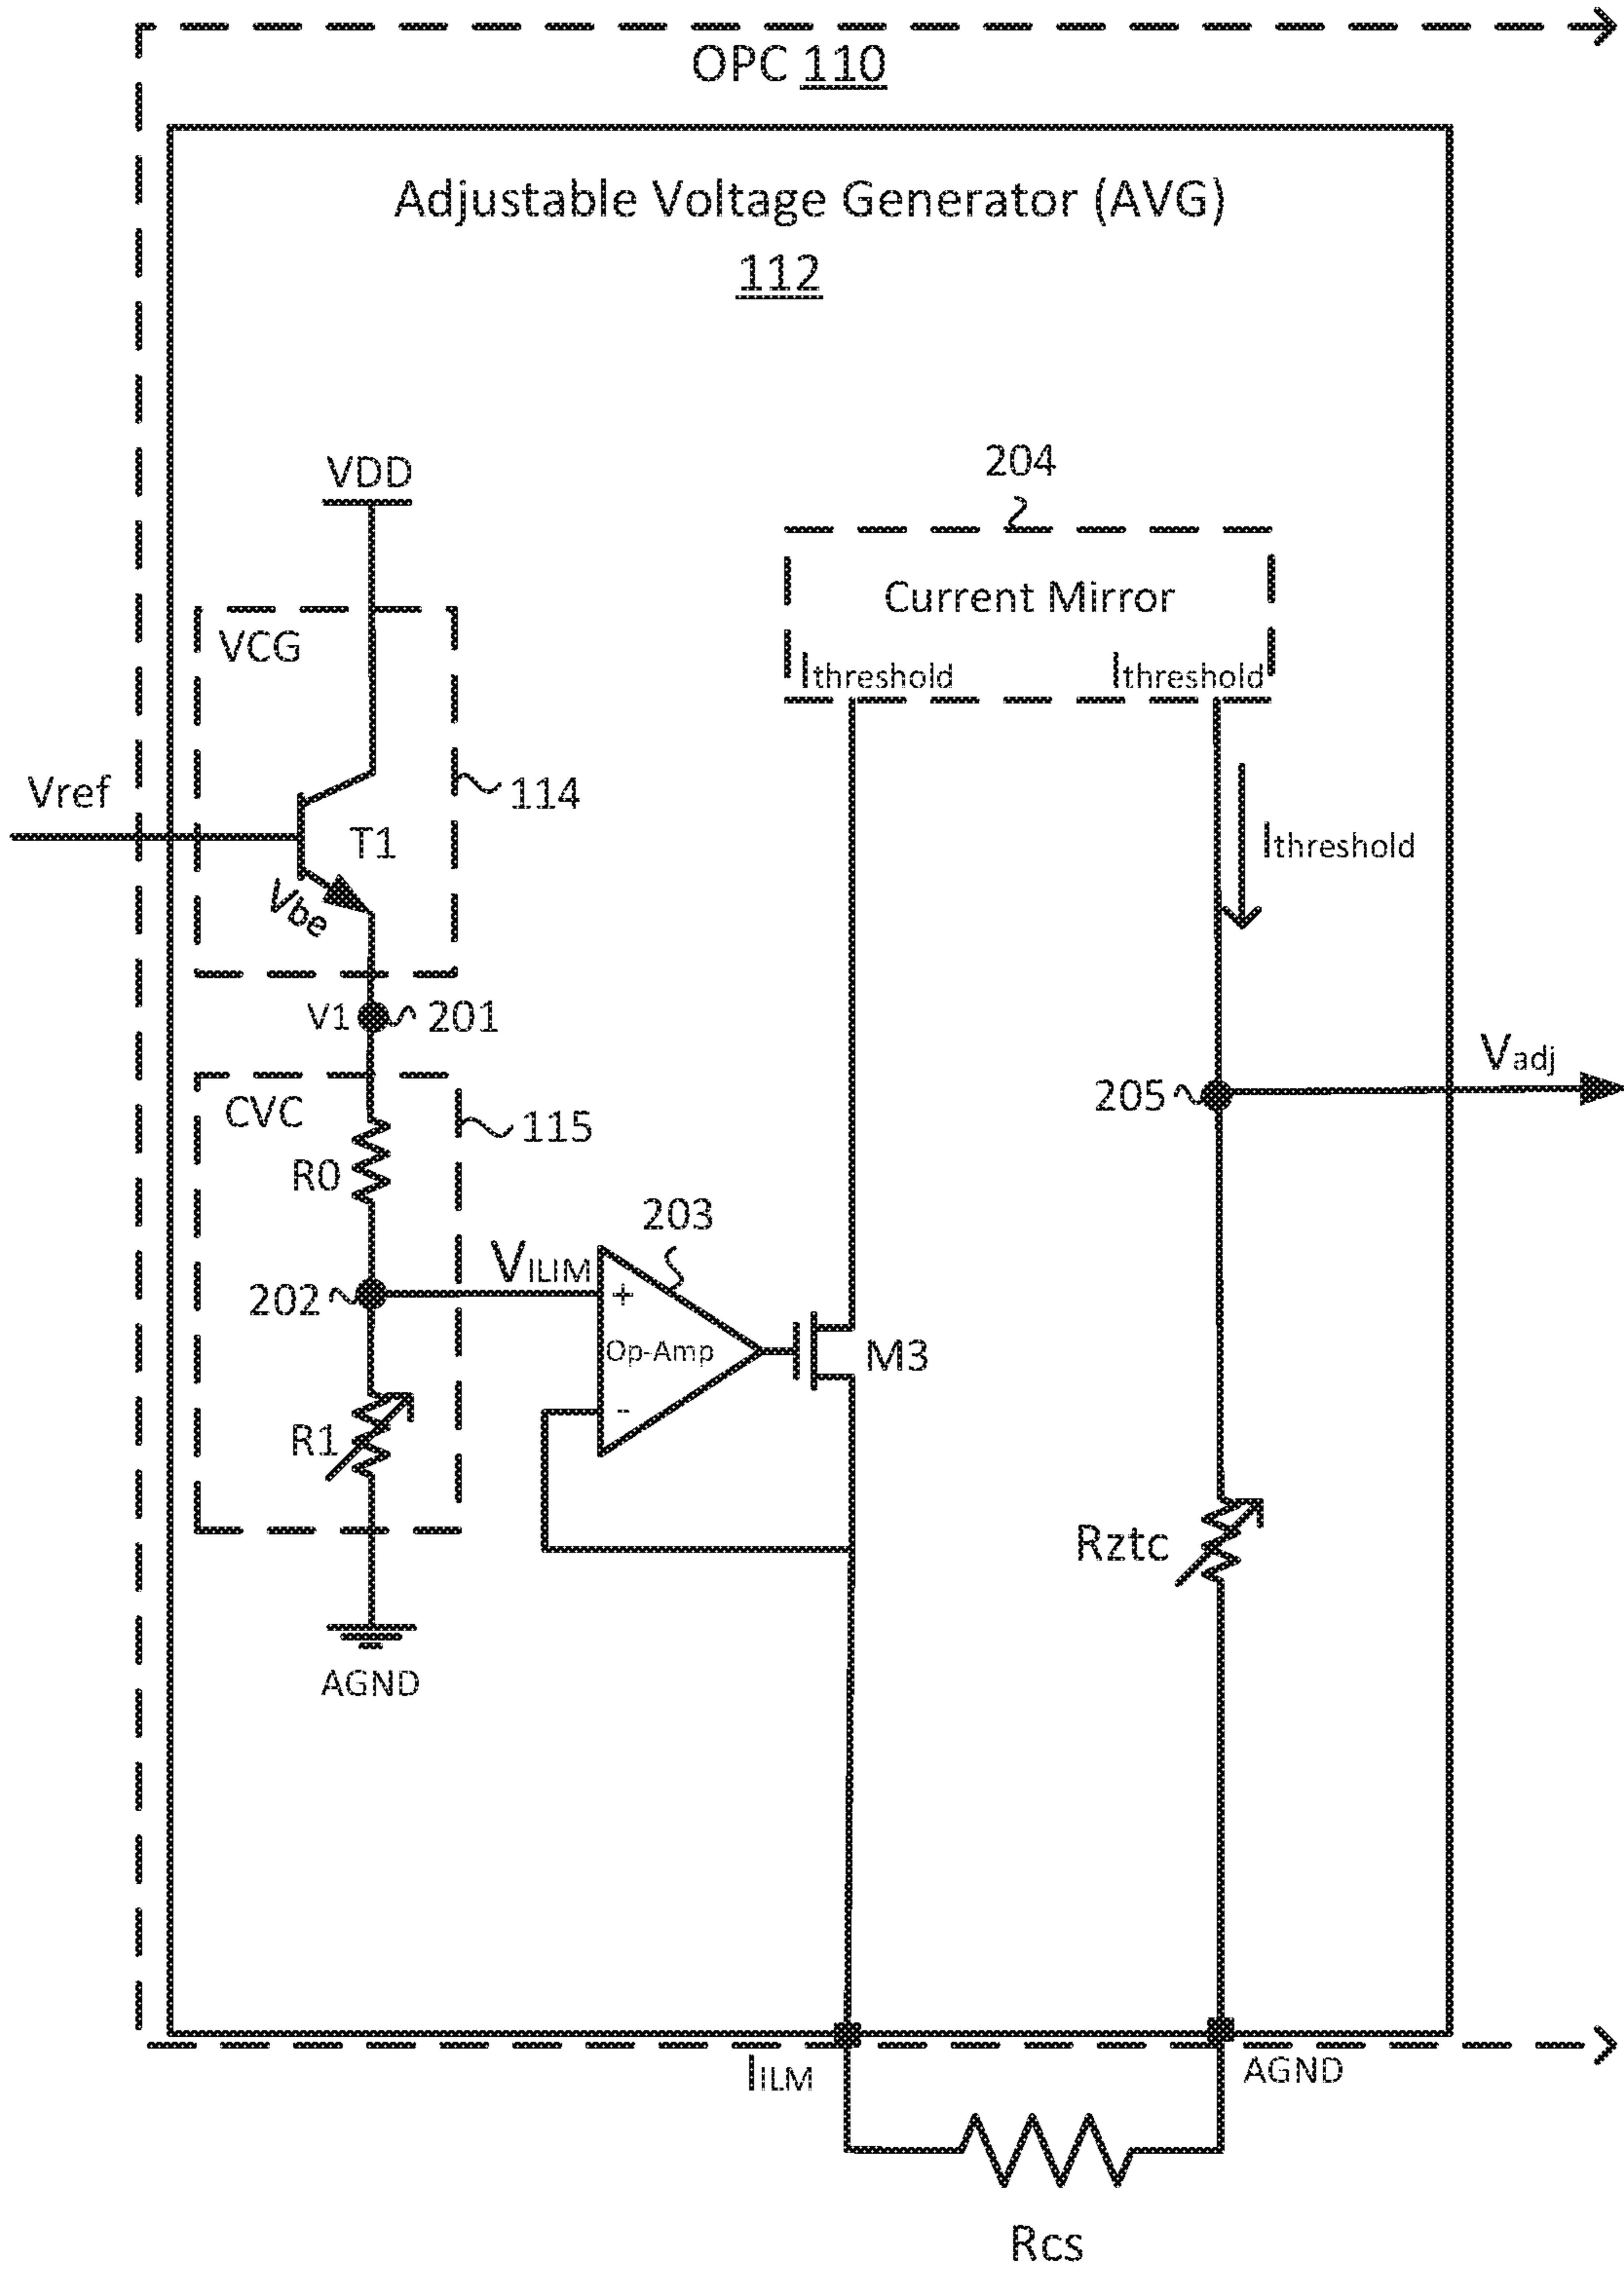 OPC 110
Adjustable Voltage Generator (AVG)
112
VDD
204
Current Mirror
Ithreshold
Ithreshold
VCG
Vref
T1
114
Vbe
Ithreshold
V1
201
Vadj
205
CVC
115
R0
203
VILIM
202
+
Op-Amp
-
M3
R1
Rztc
AGND
IILM
AGND
Rcs